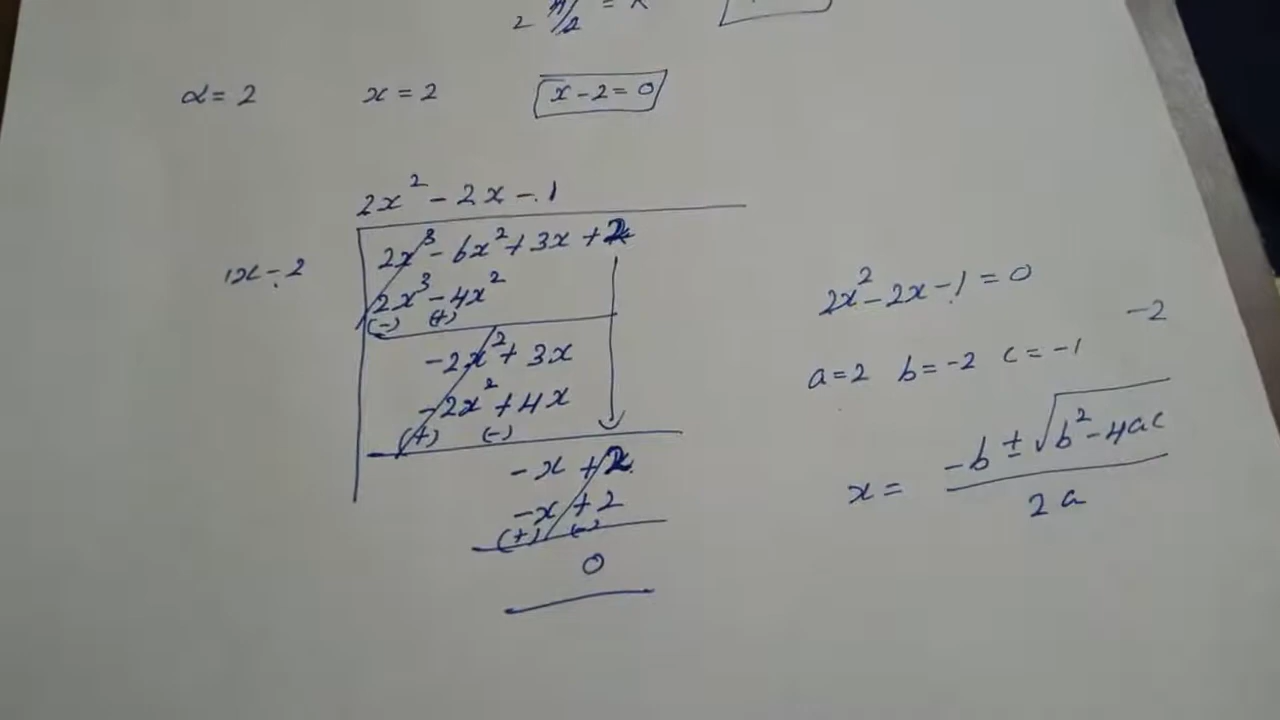 α = 2 x = 2 x - 2 = 0
2x² - 2x - 1
x - 2 2x³ - 6x² + 3x + 2
2x³ - 4x²
(-) (+)
-2x² + 3x
-2x² + 4x
(+) (-)
-x + 2
-x + 2
(+) (-)
0
2x² - 2x - 1 = 0
-2
a = 2 b = -2 c = -1
x = -b ± √b² - 4ac
2a